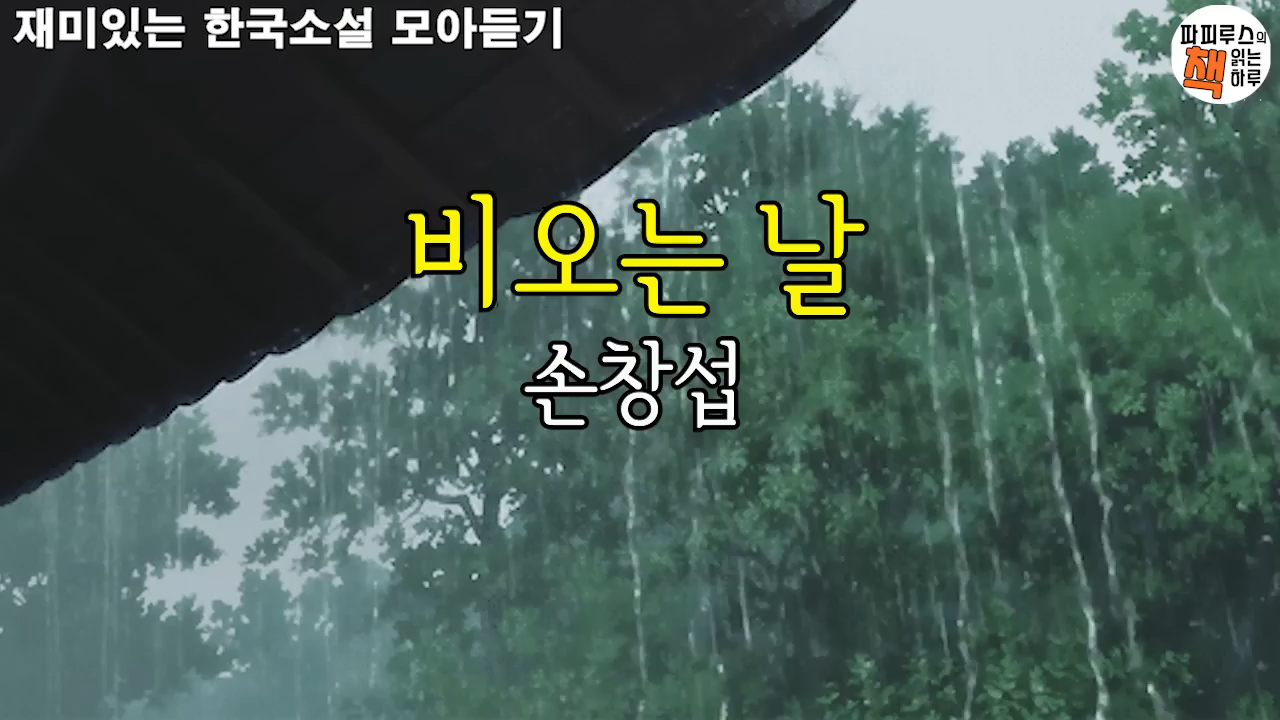 재미있는 한국소설 모아듣기
파피루스의
책 읽는
하루
비오는 날
손창섭